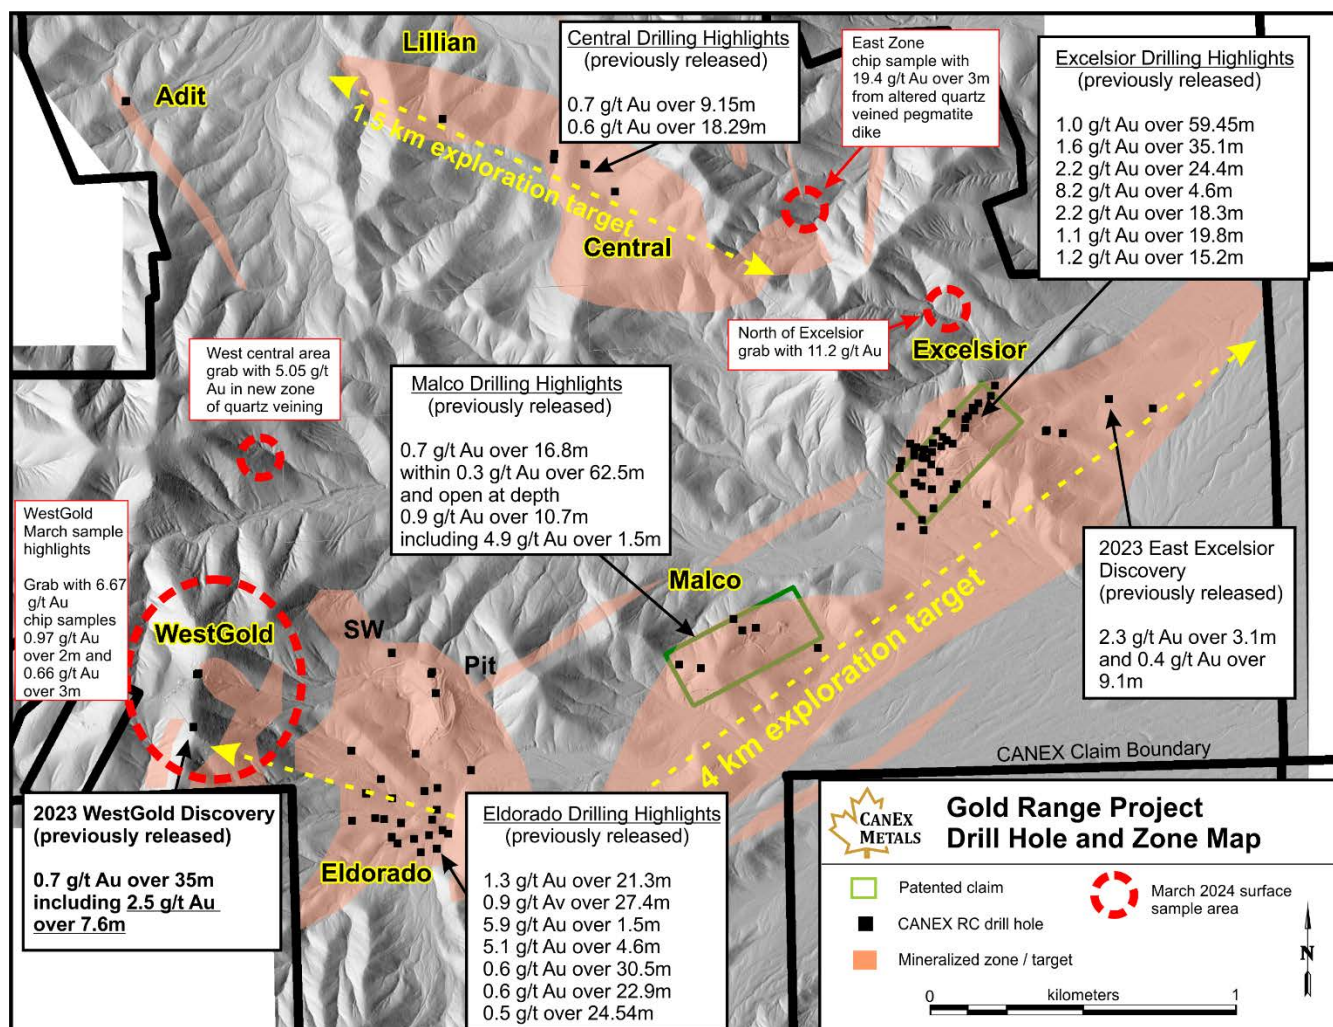 Lillian
Adit
1.5 km exploration target
Central
Central Drilling Highlights
(previously released)
0.7 g/t Au over 9.15m
0.6 g/t Au over 18.29m
East Zone
chip sample with
19.4 g/t Au over 3m
from altered quartz
veined pegmatite
dike
Excelsior Drilling Highlights
(previously released)
1.0 g/t Au over 59.45m
1.6 g/t Au over 35.1m
2.2 g/t Au over 24.4m
8.2 g/t Au over 4.6m
2.2 g/t Au over 18.3m
1.1 g/t Au over 19.8m
1.2 g/t Au over 15.2m
North of Excelsior
grab with 11.2 g/t Au
Excelsior
West central area
grab with 5.05 g/t
Au in new zone
of quartz veining
Malco Drilling Highlights
(previously released)
0.7 g/t Au over 16.8m
within 0.3 g/t Au over 62.5m
and open at depth
0.9 g/t Au over 10.7m
including 4.9 g/t Au over 1.5m
WestGold
March sample
highlights
Grab with 6.67
g/t Au
chip samples
0.97 g/t Au
over 2m and
0.66 g/t Au
over 3m
WestGold
SW
Pit
Malco
4 km exploration target
2023 East Excelsior
Discovery
(previously released)
2.3 g/t Au over 3.1m
and 0.4 g/t Au over
9.1m
CANEX Claim Boundary
2023 WestGold Discovery
(previously released)
0.7 g/t Au over 35m
including 2.5 g/t Au
over 7.6m
Eldorado
Eldorado Drilling Highlights
(previously released)
1.3 g/t Au over 21.3m
0.9 g/t Av over 27.4m
5.9 g/t Au over 1.5m
5.1 g/t Au over 4.6m
0.6 g/t Au over 30.5m
0.6 g/t Au over 22.9m
0.5 g/t over 24.54m
CANEX
METALS
Gold Range Project
Drill Hole and Zone Map
Patented claim
CANEX RC drill hole
Mineralized zone / target
March 2024 surface
sample area
N
0 kilometers 1